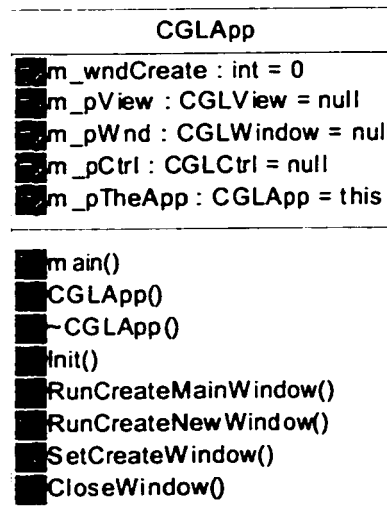 CGLApp
m_wndCreate : int = 0
m_pView : CGLView = null
m_pWnd : CGLWindow = nul
m_pCtrl : CGLCtrl = null
m_pTheApp : CGLApp = this
main()
CGLApp()
~CGLApp()
Init()
RunCreateMainWindow()
RunCreateNewWindow()
SetCreateWindow()
CloseWindow()